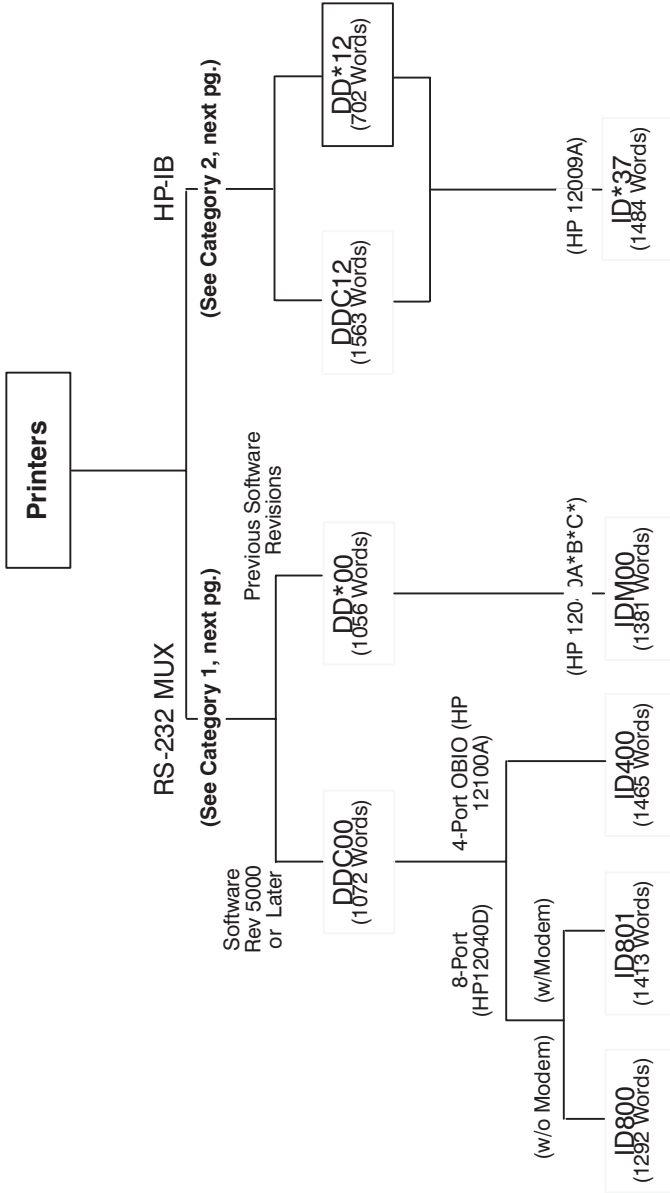 Printers
RS-232 MUX
(See Category 1, next pg.)
HP-IB
(See Category 2, next pg.)
Software
Rev 5000
or Later
Previous Software
Revisions
DDC00
(1072 Words)
DD*00
(1056 Words)
DDC12
(1563 Words)
DD*12
(702 Words)
8-Port
(HP12040D)
4-Port OBIO (HP
12100A)
(w/o Modem)
(w/Modem)
(HP 120 0A*B*C*)
(HP 12009A)
ID800
(1292 Words)
ID801
(1413 Words)
ID400
(1465 Words)
IDM00
(1381 Words)
ID*37
(1484 Words)